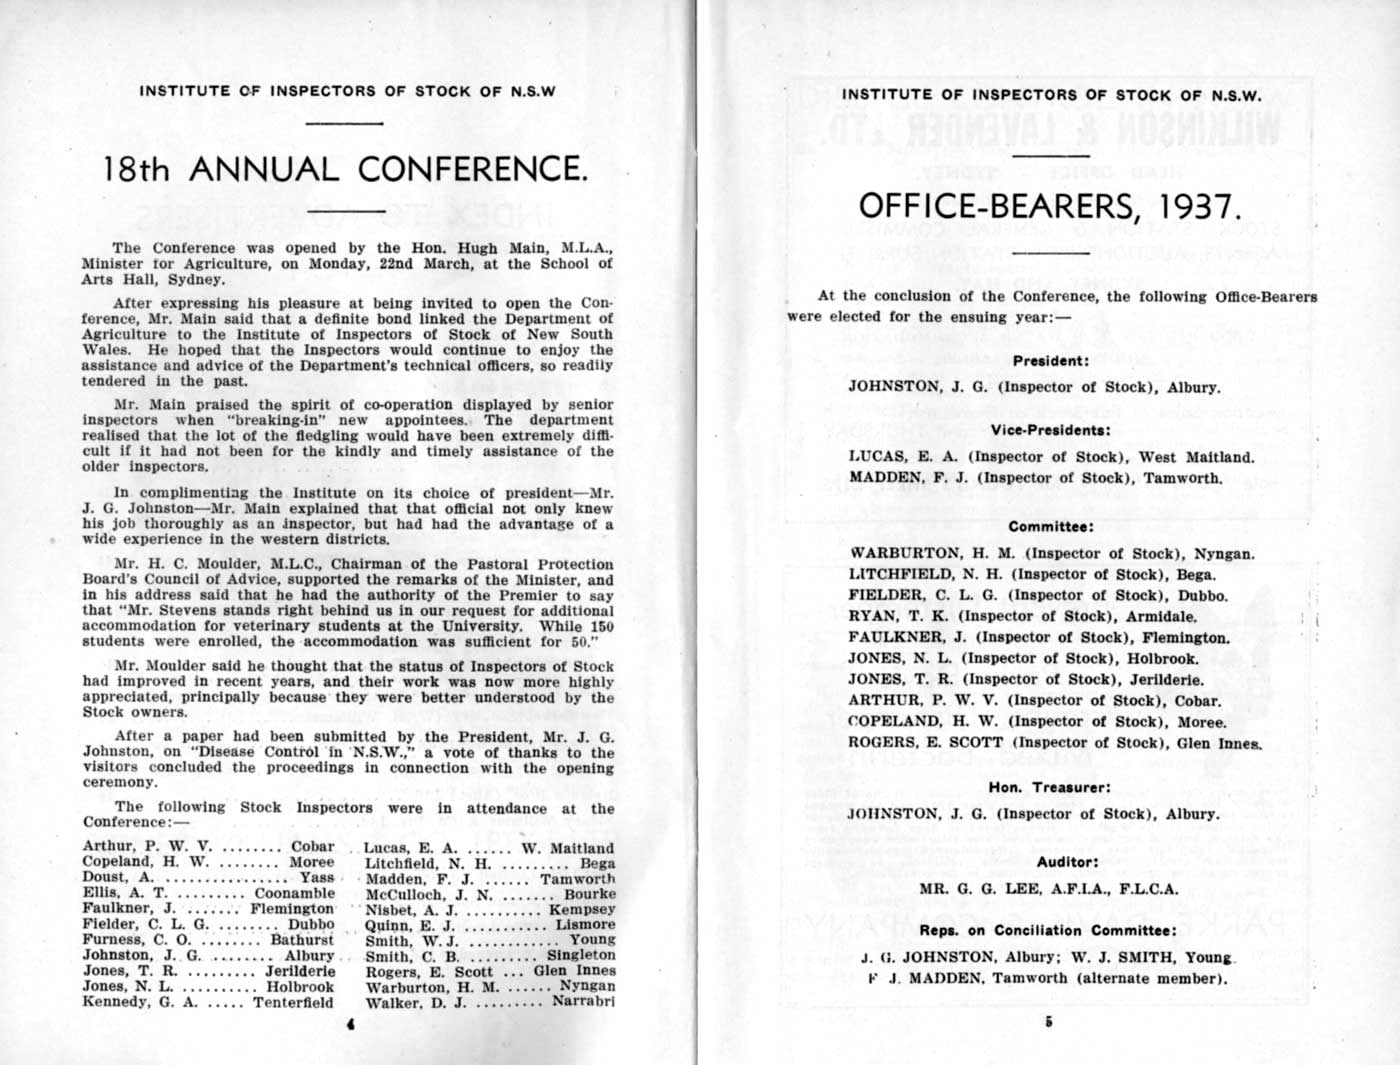 INSTITUTE OF INSPECTORS OF STOCK OF N.S.W
18th ANNUAL CONFERENCE.
The Conference was opened by the Hon. Hugh Main, M.L.A.,
Minister for Agriculture, on Monday, 22nd March, at the School of
Arts Hall, Sydney.
After expressing his pleasure at being invited to open the Con-
ference, Mr. Main said that a definite bond linked the Department of
Agriculture to the Institute of Inspectors of Stock of New South
Wales. He hoped that the Inspectors would continue to enjoy the
assistance and advice of the Department's technical officers, so readily
tendered in the past.
Mr. Main praised the spirit of co-operation displayed by senior
inspectors when "breaking-in" new appointees. The department
realised that the lot of the fledgling would have been extremely diffi-
cult if it had not been for the kindly and timely assistance of the
older inspectors.
In complimenting the Institute on its choice of president—Mr.
J. G. Johnston—Mr. Main explained that that official not only knew
his job thoroughly as an inspector, but had had the advantage of a
wide experience in the western districts.
Mr. H. C. Moulder, M.L.C., Chairman of the Pastoral Protection
Board's Council of Advice, supported the remarks of the Minister, and
in his address said that he had the authority of the Premier to say
that "Mr. Stevens stands right behind us in our request for additional
accommodation for veterinary students at the University. While 150
students were enrolled, the accommodation was sufficient for 50."
Mr. Moulder said he thought that the status of Inspectors of Stock
had improved in recent years, and their work was now more highly
appreciated, principally because they were better understood by the
Stock owners.
After a paper had been submitted by the President, Mr. J. G.
Johnston, on "Disease Control in N.S.W.," a vote of thanks to the
visitors concluded the proceedings in connection with the opening
ceremony.
The following Stock Inspectors were in attendance at the
Conference:—
Arthur, P. W. V. ........ Cobar
Copeland, H. W. ........ Moree
Doust, A. ................ Yass
Ellis, A. T. ......... Coonamble
Faulkner, J. ....... Flemington
Fielder, C. L. G. ........ Dubbo
Furness, C. O. ........ Bathurst
Johnston, J. G. ......... Albury
Jones, T. R. ......... Jerilderie
Jones, N. L. .......... Holbrook
Kennedy, G. A. ..... Tenterfield
Lucas, E. A. ...... W. Maitland
Litchfield, N. H. .......... Bega
Madden, F. J. ...... Tamworth
McCulloch, J. N. ....... Bourke
Nisbet, A. J. .......... Kempsey
Quinn, E. J. ........... Lismore
Smith, W. J. ............ Young
Smith, C. B. ......... Singleton
Rogers, E. Scott ... Glen Innes
Warburton, H. M. ...... Nyngan
Walker, D. J. ......... Narrabri
4
INSTITUTE OF INSPECTORS OF STOCK OF N.S.W.
OFFICE-BEARERS, 1937.
At the conclusion of the Conference, the following Office-Bearers
were elected for the ensuing year:—
President:
JOHNSTON, J. G. (Inspector of Stock), Albury.
Vice-Presidents:
LUCAS, E. A. (Inspector of Stock), West Maitland.
MADDEN, F. J. (Inspector of Stock), Tamworth.
Committee:
WARBURTON, H. M. (Inspector of Stock), Nyngan.
LITCHFIELD, N. H. (Inspector of Stock), Bega.
FIELDER, C. L. G. (Inspector of Stock), Dubbo.
RYAN, T. K. (Inspector of Stock), Armidale.
FAULKNER, J. (Inspector of Stock), Flemington.
JONES, N. L. (Inspector of Stock), Holbrook.
JONES, T. R. (Inspector of Stock), Jerilderie.
ARTHUR, P. W. V. (Inspector of Stock), Cobar.
COPELAND, H. W. (Inspector of Stock), Moree.
ROGERS, E. SCOTT (Inspector of Stock), Glen Innes.
Hon. Treasurer:
JOHNSTON, J. G. (Inspector of Stock), Albury.
Auditor:
MR. G. G. LEE, A.F.I.A., F.L.C.A.
Reps. on Conciliation Committee:
J. G. JOHNSTON, Albury; W. J. SMITH, Young.
F J. MADDEN, Tamworth (alternate member).
5